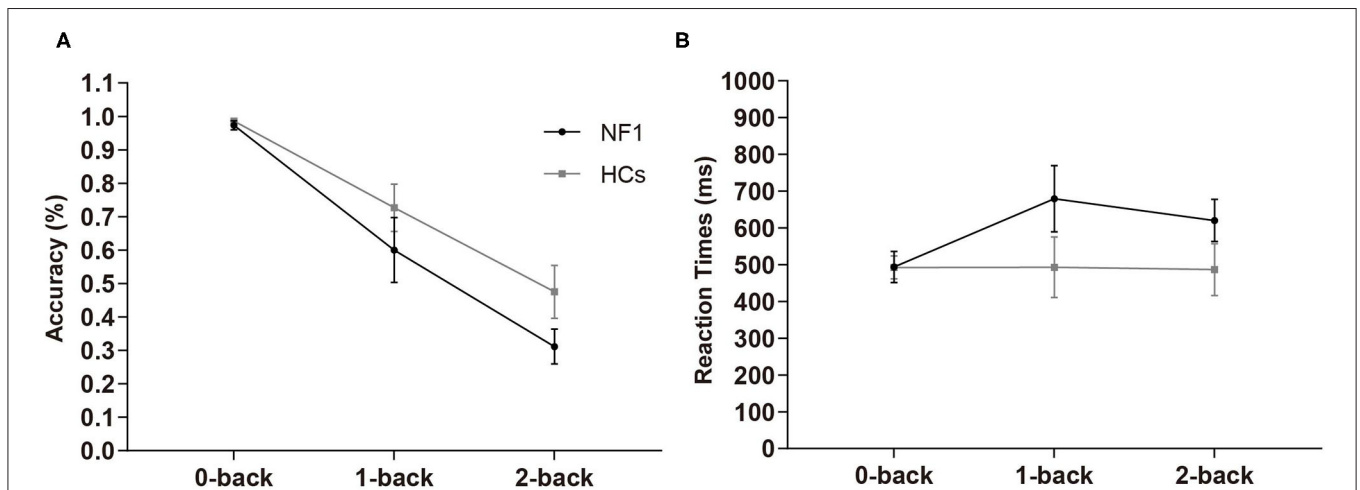 A
Accuracy (%)
1.1
1.0
0.9
0.8
0.7
0.6
0.5
0.4
0.3
0.2
0.1
0.0
0-back 1-back 2-back
NF1
HCs
B
Reaction Times (ms)
1000
900
800
700
600
500
400
300
200
100
0
0-back 1-back 2-back